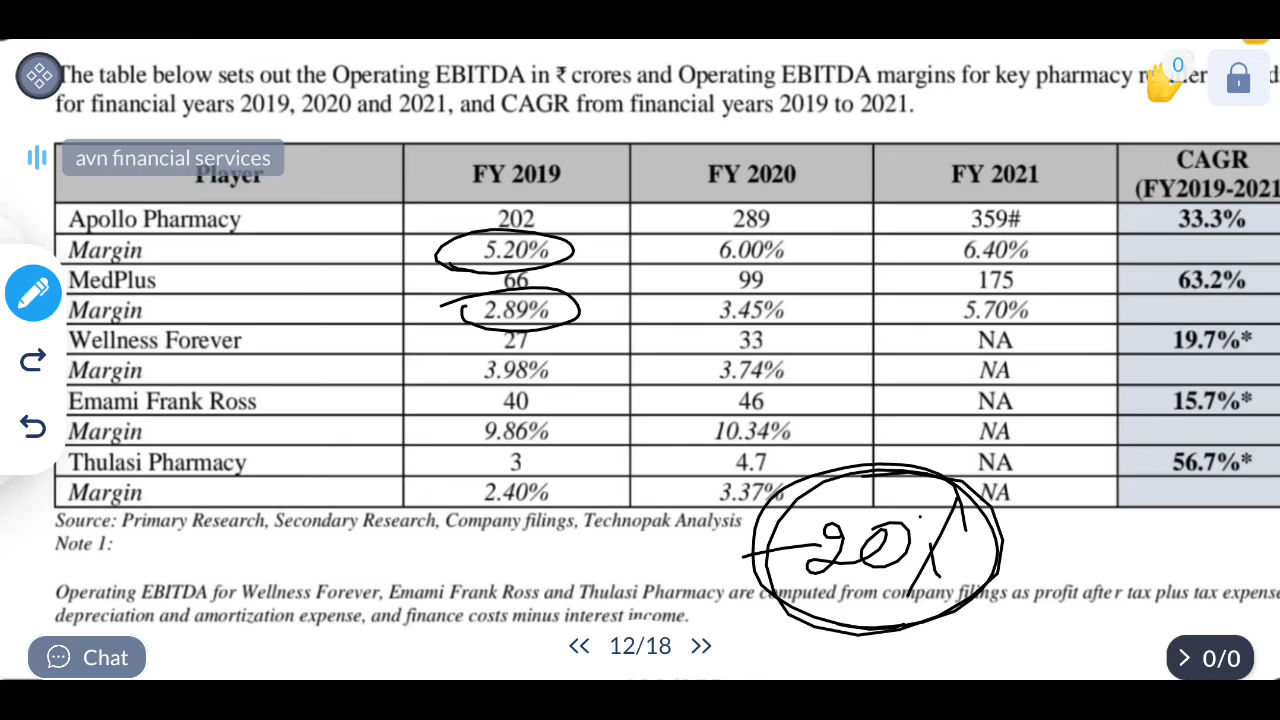 The table below sets out the Operating EBITDA in ₹ crores and Operating EBITDA margins for key pharmacy
for financial years 2019, 2020 and 2021, and CAGR from financial years 2019 to 2021.
0
avn financial services
Player FY 2019 FY 2020 FY 2021 CAGR (FY2019-2021
Apollo Pharmacy 202 289 359# 33.3%
Margin 5.20% 6.00% 6.40%
MedPlus 66 99 175 63.2%
Margin 2.89% 3.45% 5.70%
Wellness Forever 27 33 NA 19.7%*
Margin 3.98% 3.74% NA
Emami Frank Ross 40 46 NA 15.7%*
Margin 9.86% 10.34% NA
Thulasi Pharmacy 3 4.7 NA 56.7%*
Margin 2.40% 3.37% NA
Source: Primary Research, Secondary Research, Company filings, Technopak Analysis
Note 1:
20%
Operating EBITDA for Wellness Forever, Emami Frank Ross and Thulasi Pharmacy are computed from company filings as profit after tax plus tax expense
depreciation and amortization expense, and finance costs minus interest income.
<< 12/18 >>
Chat
> 0/0